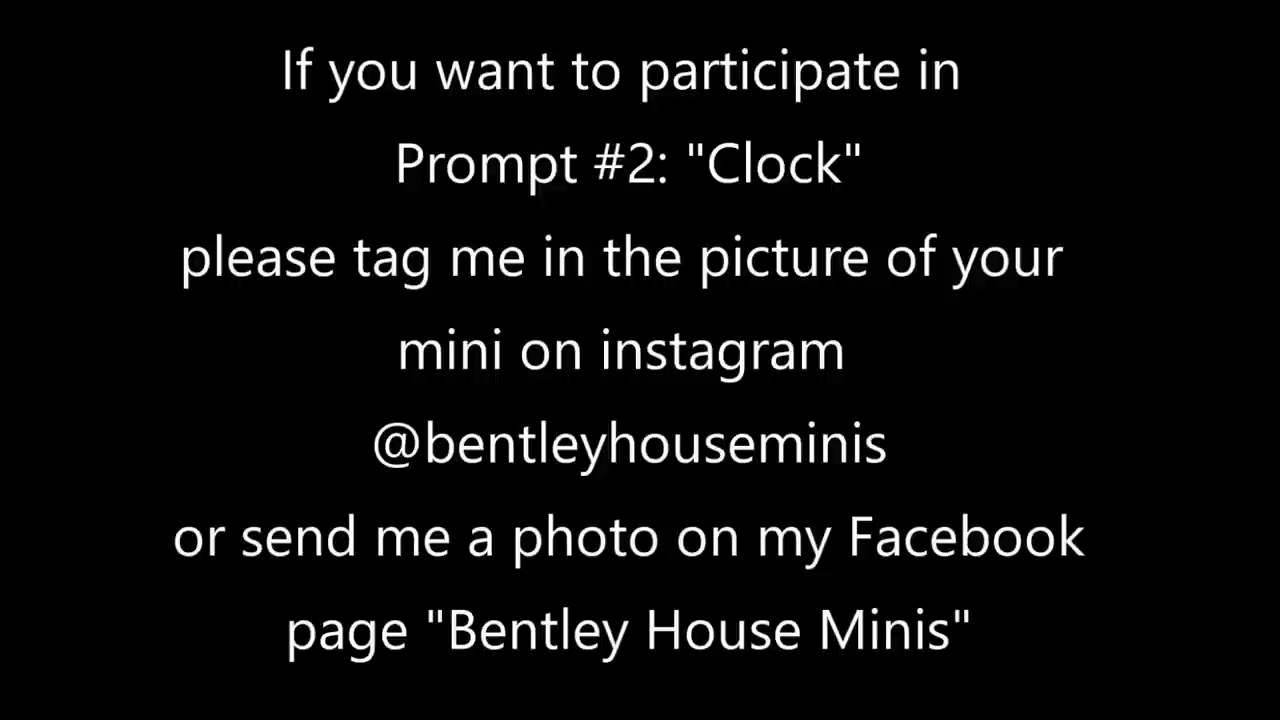 If you want to participate in
Prompt #2: "Clock"
please tag me in the picture of your
mini on instagram
@bentleyhouseminis
or send me a photo on my Facebook
page "Bentley House Minis"